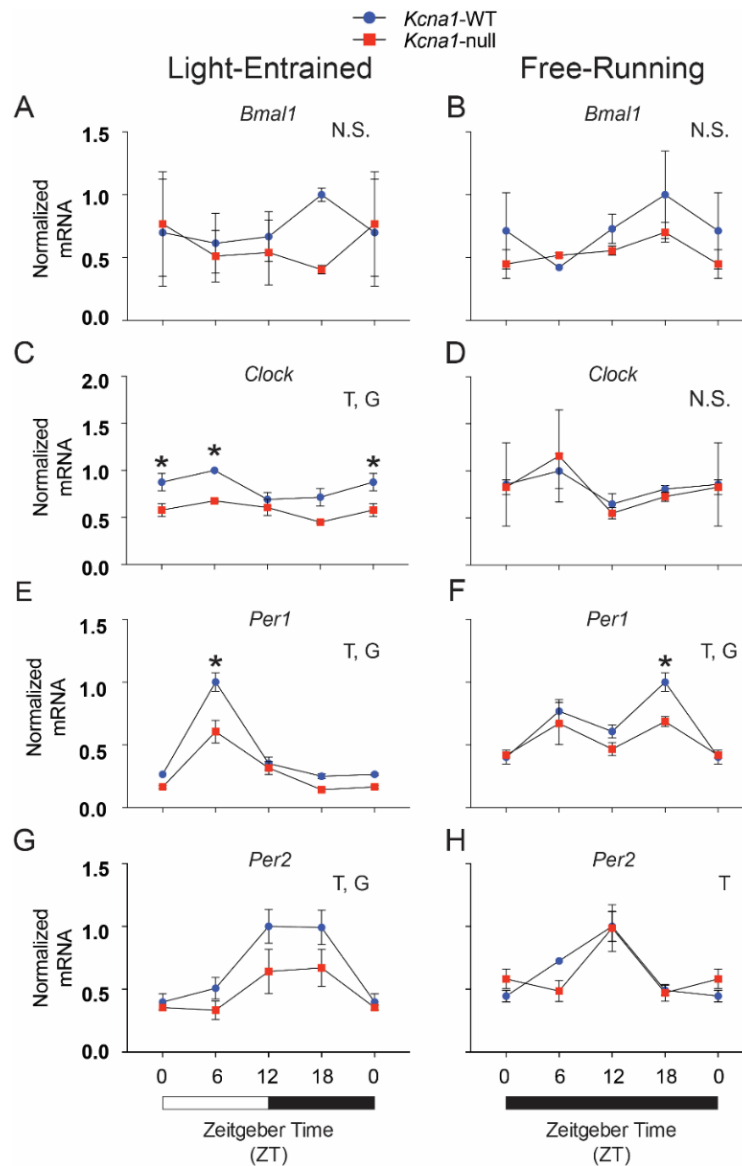 Kcna1-WT
Kcna1-null
Light-Entrained
Free-Running
A
Bmal1
N.S.
Normalized
mRNA
1.5
1.0
0.5
0.0
B
Bmal1
N.S.
C
Clock
T, G
Normalized
mRNA
2.0
1.5
1.0
0.5
0.0
*
*
*
D
Clock
N.S.
E
Per1
T, G
Normalized
mRNA
1.5
1.0
0.5
0.0
*
F
Per1
T, G
*
G
Per2
T, G
Normalized
mRNA
1.5
1.0
0.5
0.0
H
Per2
T
0 6 12 18 0
Zeitgeber Time
(ZT)
0 6 12 18 0
Zeitgeber Time
(ZT)